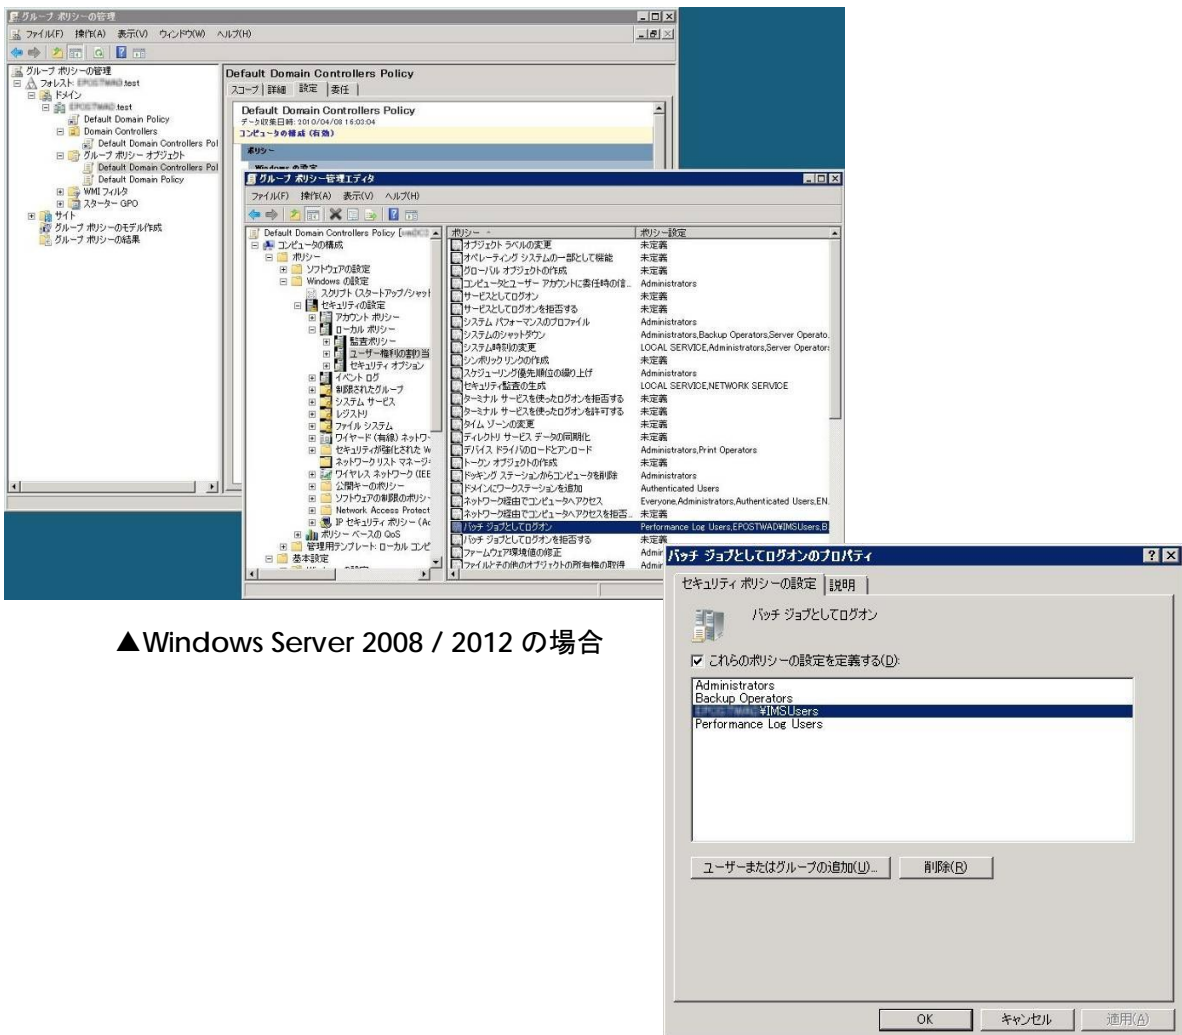 グループ ポリシーの管理
ファイル(F) 操作(A) 表示(V) ウィンドウ(W) ヘルプ(H)
グループ ポリシーの管理
フォレスト: .test
ドメイン
.test
Default Domain Policy
Domain Controllers
Default Domain Controllers Pol
グループ ポリシー オブジェクト
Default Domain Controllers Pol
Default Domain Policy
WMI フィルタ
スターター GPO
サイト
グループ ポリシーのモデル作成
グループ ポリシーの結果
Default Domain Controllers Policy
スコープ 詳細 設定 委任
Default Domain Controllers Policy
データ収集日時: 2010/04/08 16:03:04
コンピュータの構成 (有効)
ポリシー
Windows の設定
グループ ポリシー管理エディタ
ファイル(F) 操作(A) 表示(V) ヘルプ(H)
Default Domain Controllers Policy [
コンピュータの構成
ポリシー
ソフトウェアの設定
Windows の設定
スクリプト (スタートアップ/シャット
セキュリティの設定
アカウント ポリシー
ローカル ポリシー
監査ポリシー
ユーザー権利の割り当
セキュリティ オプション
イベント ログ
制限されたグループ
システム サービス
レジストリ
ファイル システム
ワイヤード (有線) ネットワー
セキュリティが強化された W
ネットワーク リスト マネージ
ワイヤレス ネットワーク (IEE
公開キーのポリシー
ソフトウェアの制限のポリシー
Network Access Protect
IP セキュリティ ポリシー (Ac
ポリシー ベースの QoS
管理用テンプレート: ローカル コンピ
基本設定
ポリシー ポリシー設定
オブジェクト ラベルの変更 未定義
オペレーティング システムの一部として機能 未定義
グローバル オブジェクトの作成 未定義
コンピュータとユーザー アカウントに委任時の信... Administrators
サービスとしてログオン 未定義
サービスとしてログオンを拒否する 未定義
システム パフォーマンスのプロファイル Administrators
システムのシャットダウン Administrators,Backup Operators,Server Operato...
システム時刻の変更 LOCAL SERVICE,Administrators,Server Operators
シンボリック リンクの作成 未定義
スケジューリング優先順位の繰り上げ Administrators
セキュリティ監査の生成 LOCAL SERVICE,NETWORK SERVICE
ターミナル サービスを使ったログオンを拒否する 未定義
ターミナル サービスを使ったログオンを許可する 未定義
タイム ゾーンの変更 未定義
ディレクトリ サービス データの同期化 未定義
デバイス ドライバのロードとアンロード Administrators,Print Operators
トークン オブジェクトの作成 未定義
ドッキング ステーションからコンピュータを削除 Administrators
ドメインにワークステーションを追加 Authenticated Users
ネットワーク経由でコンピュータへアクセス Everyone,Administrators,Authenticated Users,EN...
ネットワーク経由でコンピュータへアクセスを拒否... 未定義
バッチ ジョブとしてログオン Performance Log Users,EPOSTWAD¥IMSUsers,B...
バッチ ジョブとしてログオンを拒否する 未定義
ファームウェア環境値の修正 Admir
ファイルとその他のオブジェクトの所有権の取得 Admir
▲Windows Server 2008 / 2012 の場合
バッチ ジョブとしてログオンのプロパティ
セキュリティ ポリシーの設定 説明
バッチ ジョブとしてログオン
これらのポリシーの設定を定義する(D):
Administrators
Backup Operators
¥IMSUsers
Performance Log Users
ユーザーまたはグループの追加(U)... 削除(R)
OK キャンセル 適用(A)